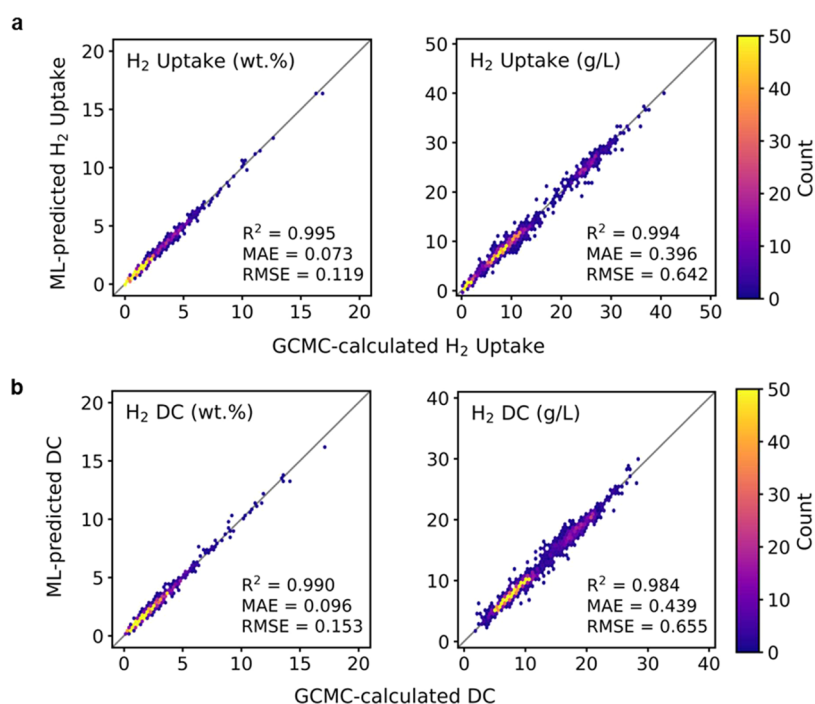 a
H₂ Uptake (wt.%)
R² = 0.995
MAE = 0.073
RMSE = 0.119
ML-predicted H₂ Uptake
20
15
10
5
0
0 5 10 15 20
H₂ Uptake (g/L)
R² = 0.994
MAE = 0.396
RMSE = 0.642
50
40
30
20
10
0
0 10 20 30 40 50
GCMC-calculated H₂ Uptake
50
40
30
20
10
0
Count
b
H₂ DC (wt.%)
R² = 0.990
MAE = 0.096
RMSE = 0.153
ML-predicted DC
20
15
10
5
0
0 5 10 15 20
H₂ DC (g/L)
R² = 0.984
MAE = 0.439
RMSE = 0.655
40
30
20
10
0
0 10 20 30 40
GCMC-calculated DC
50
40
30
20
10
0
Count